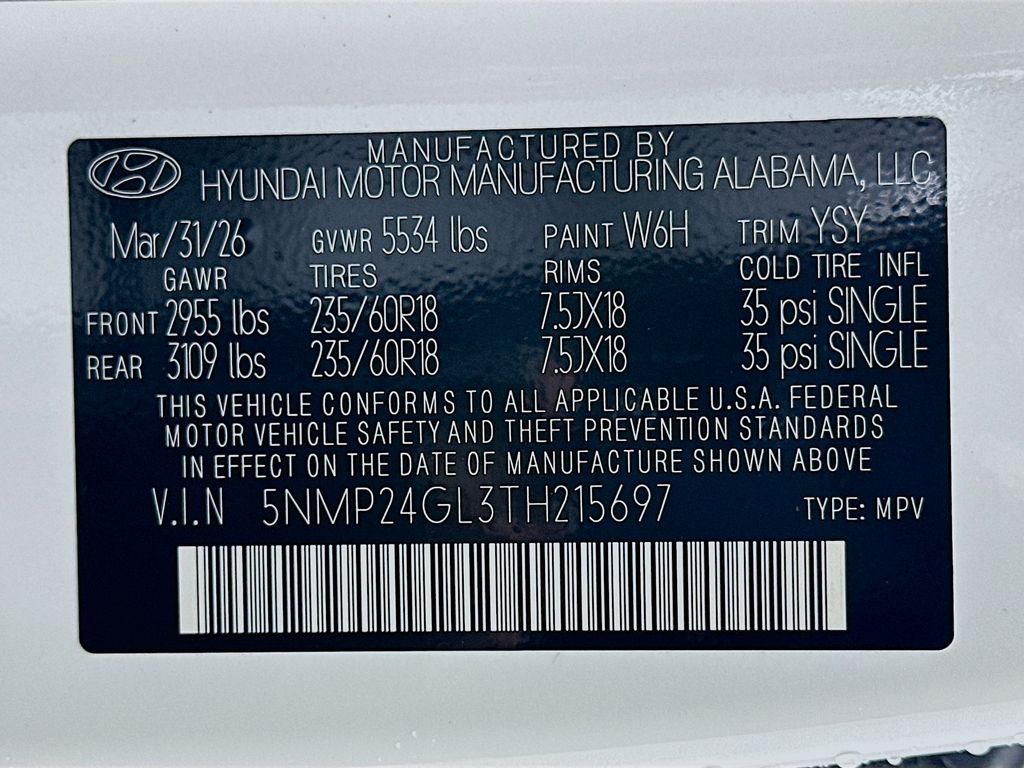 MANUFACTURED BY
HYUNDAI MOTOR MANUFACTURING ALABAMA, LLC
Mar/31/26 GVWR 5534 lbs PAINT W6H TRIM YSY
GAWR TIRES RIMS COLD TIRE INFL
FRONT 2955 lbs 235/60R18 7.5JX18 35 psi SINGLE
REAR 3109 lbs 235/60R18 7.5JX18 35 psi SINGLE
THIS VEHICLE CONFORMS TO ALL APPLICABLE U.S.A. FEDERAL
MOTOR VEHICLE SAFETY AND THEFT PREVENTION STANDARDS
IN EFFECT ON THE DATE OF MANUFACTURE SHOWN ABOVE
V.I.N 5NMP24GL3TH215697 TYPE: MPV